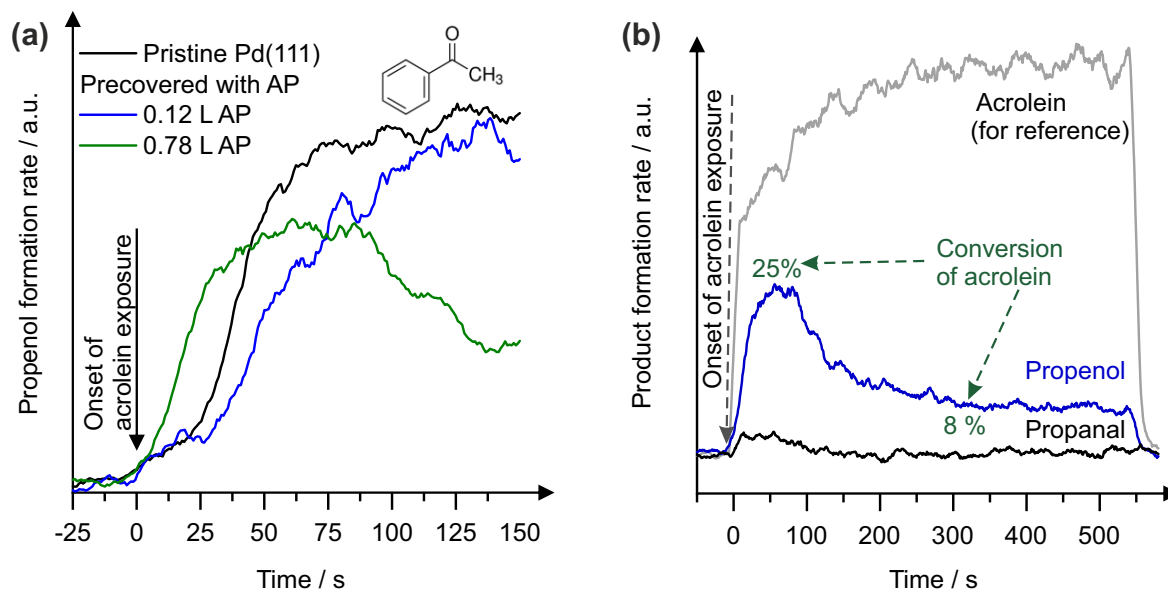 (a)
Propenol formation rate / a.u.
Pristine Pd(111)
Precovered with AP
0.12 L AP
0.78 L AP
O
CH₃
Onset of
acrolein exposure
-25 0 25 50 75 100 125 150
Time / s
(b)
Product formation rate / a.u.
Onset of acrolein exposure
Acrolein
(for reference)
25%
Conversion
of acrolein
Propenol
8 %
Propanal
0 100 200 300 400 500
Time / s